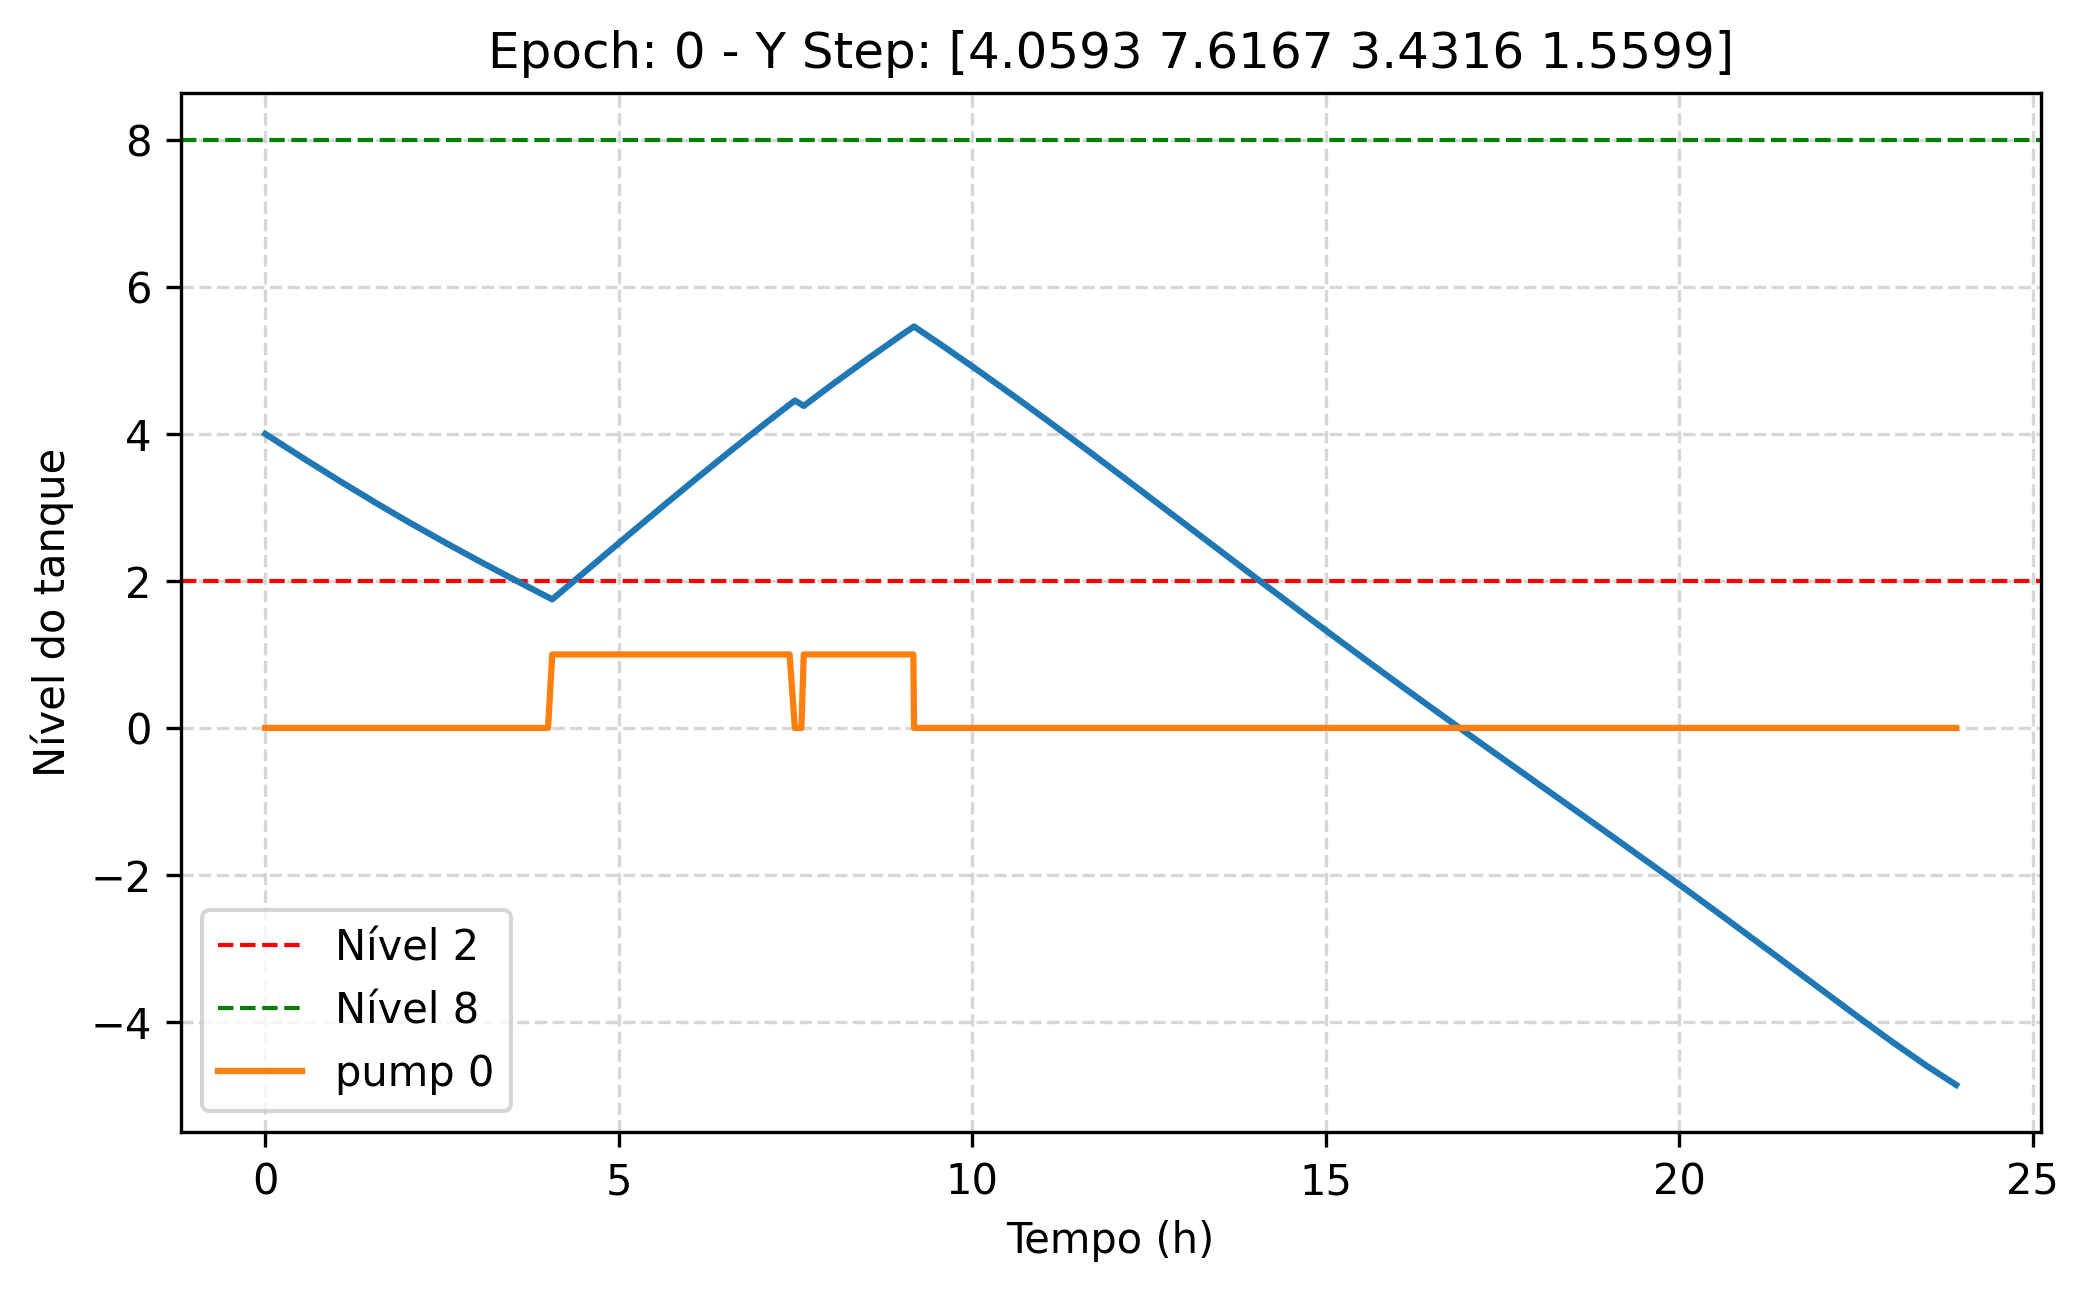 Epoch: 0 - Y Step: [4.0593 7.6167 3.4316 1.5599]
Nível do tanque
8
6
4
2
0
−2
−4
Nível 2
Nível 8
pump 0
0 5 10 15 20 25
Tempo (h)